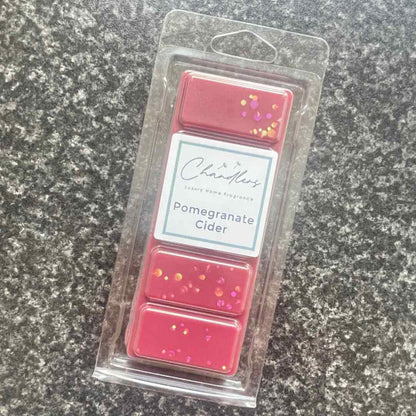 Chandlers
Luxury Home Fragrance
Pomegranate
Cider